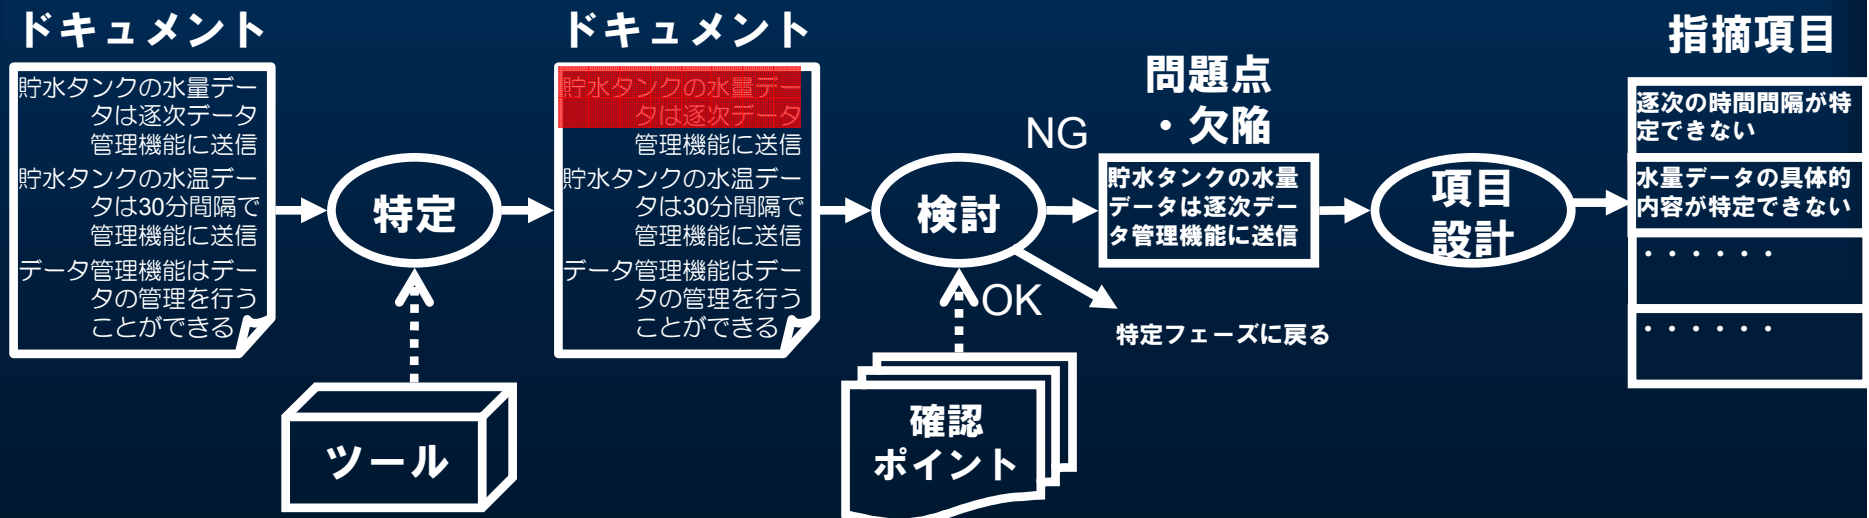 ドキュメント
貯水タンクの水量デー
タは逐次データ
管理機能に送信
貯水タンクの水温デー
タは30分間隔で
管理機能に送信
データ管理機能はデー
タの管理を行う
ことができる
特定
ツール
ドキュメント
貯水タンクの水量デー
タは逐次データ
管理機能に送信
貯水タンクの水温デー
タは30分間隔で
管理機能に送信
データ管理機能はデー
タの管理を行う
ことができる
検討
確認
ポイント
NG
OK
特定フェーズに戻る
問題点
・欠陥
貯水タンクの水量
データは逐次デー
タ管理機能に送信
項目
設計
指摘項目
逐次の時間間隔が特
定できない
水量データの具体的
内容が特定できない
・・・・・・
・・・・・・